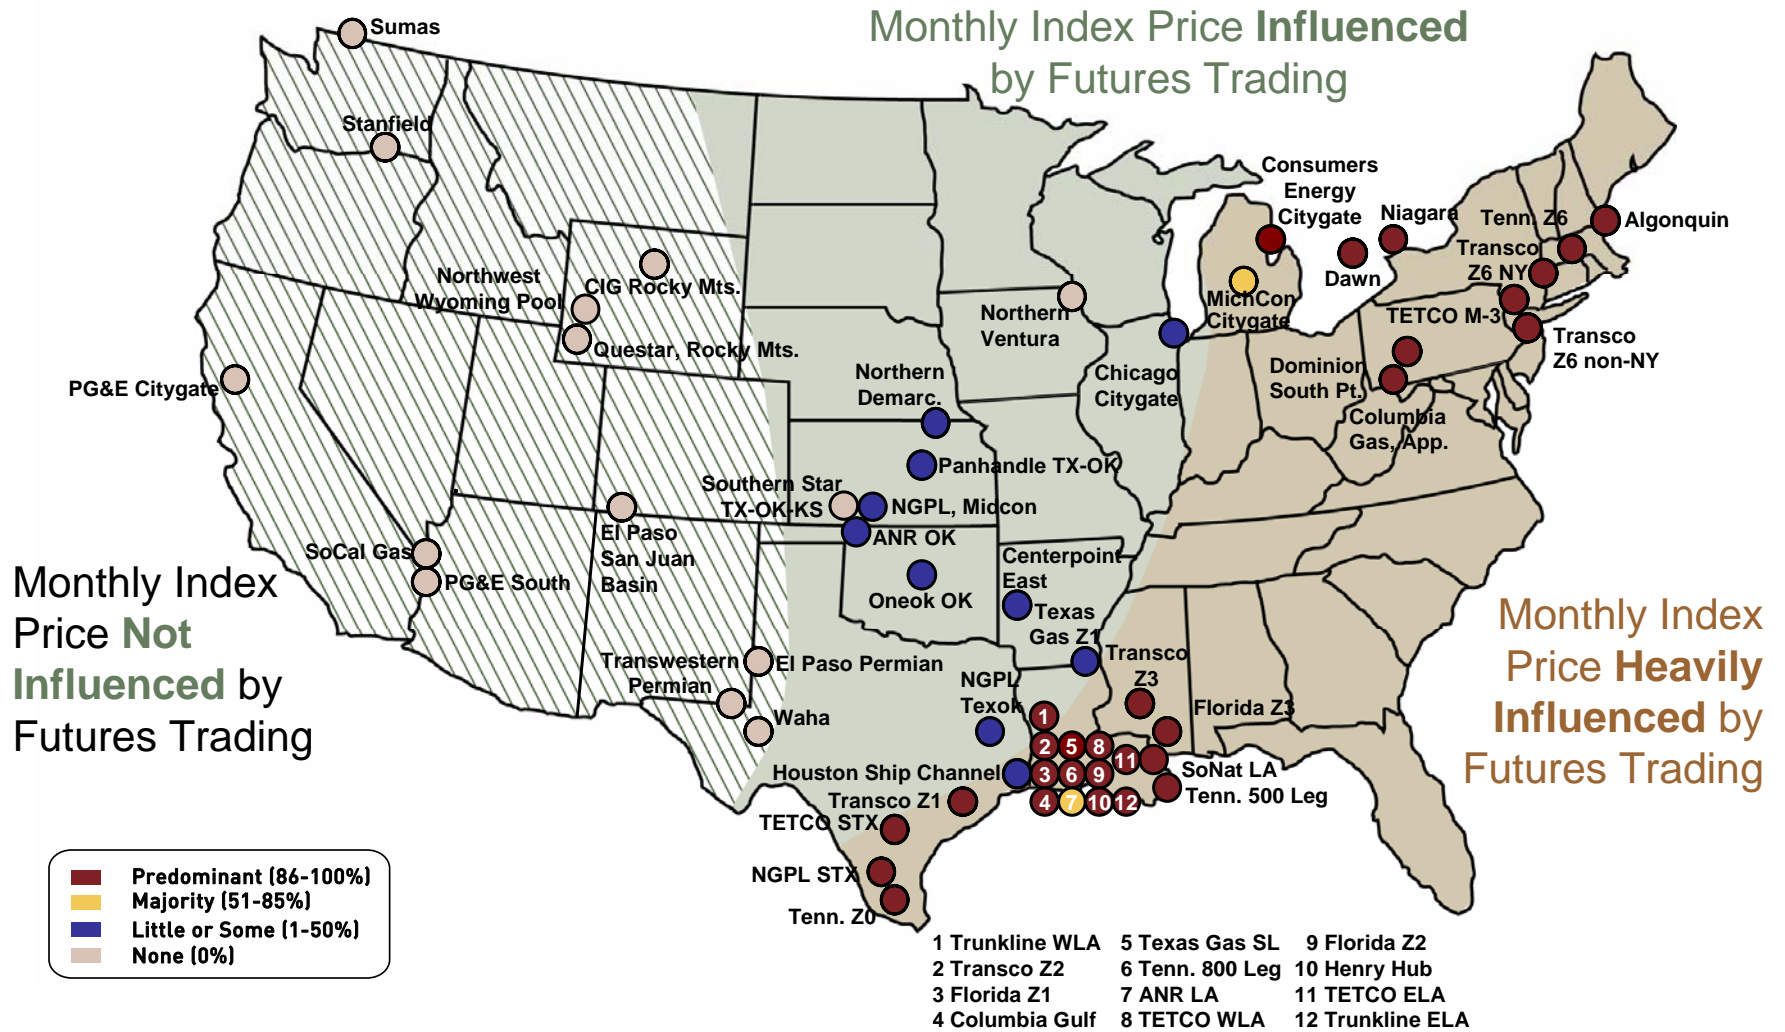 Monthly Index Price Influenced
by Futures Trading
Sumas
Stanfield
Northwest
Wyoming Pool
CIG Rocky Mts.
Questar, Rocky Mts.
PG&E Citygate
SoCal Gas
PG&E South
El Paso
San Juan
Basin
Monthly Index
Price Not
Influenced by
Futures Trading
Transwestern
Permian
El Paso Permian
Waha
Northern
Ventura
Chicago
Citygate
Northern
Demarc.
Panhandle TX-OK
Southern Star
TX-OK-KS
NGPL, Midcon
ANR OK
Oneok OK
Centerpoint
East
Texas
Gas Z1
NGPL
Texok
Houston Ship Channel
Transco Z1
TETCO STX
NGPL STX
Tenn. Z0
Consumers
Energy
Citygate
MichCon
Citygate
Niagara
Dawn
Tenn. Z6
Algonquin
Transco
Z6 NY
TETCO M-3
Transco
Z6 non-NY
Dominion
South Pt.
Columbia
Gas, App.
Monthly Index
Price Heavily
Influenced by
Futures Trading
Transco
Z3
Florida Z3
SoNat LA
Tenn. 500 Leg
1
2 5 8
11
3 6 9
4 7 10 12
Predominant (86-100%)
Majority (51-85%)
Little or Some (1-50%)
None (0%)
1 Trunkline WLA 5 Texas Gas SL 9 Florida Z2
2 Transco Z2 6 Tenn. 800 Leg 10 Henry Hub
3 Florida Z1 7 ANR LA 11 TETCO ELA
4 Columbia Gulf 8 TETCO WLA 12 Trunkline ELA